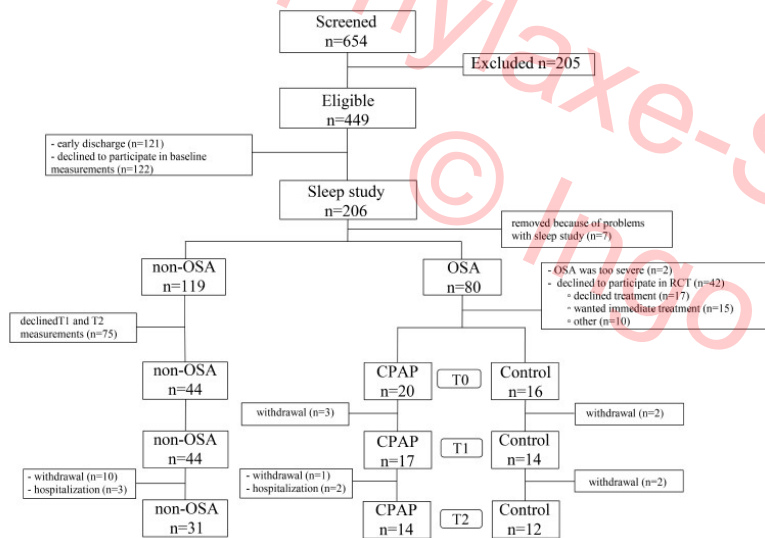 Screened
n=654
Excluded n=205
Eligible
n=449
- early discharge (n=121)
- declined to participate in baseline
measurements (n=122)
Sleep study
n=206
removed because of problems
with sleep study (n=7)
non-OSA
n=119
OSA
n=80
- OSA was too severe (n=2)
- declined to participate in RCT (n=42)
▫ declined treatment (n=17)
▫ wanted immediate treatment (n=15)
▫ other (n=10)
declinedT1 and T2
measurements (n=75)
non-OSA
n=44
CPAP
n=20
T0
Control
n=16
withdrawal (n=3)
withdrawal (n=2)
non-OSA
n=44
CPAP
n=17
T1
Control
n=14
- withdrawal (n=10)
- hospitalization (n=3)
- withdrawal (n=1)
- hospitalization (n=2)
withdrawal (n=2)
non-OSA
n=31
CPAP
n=14
T2
Control
n=12
© Ingo